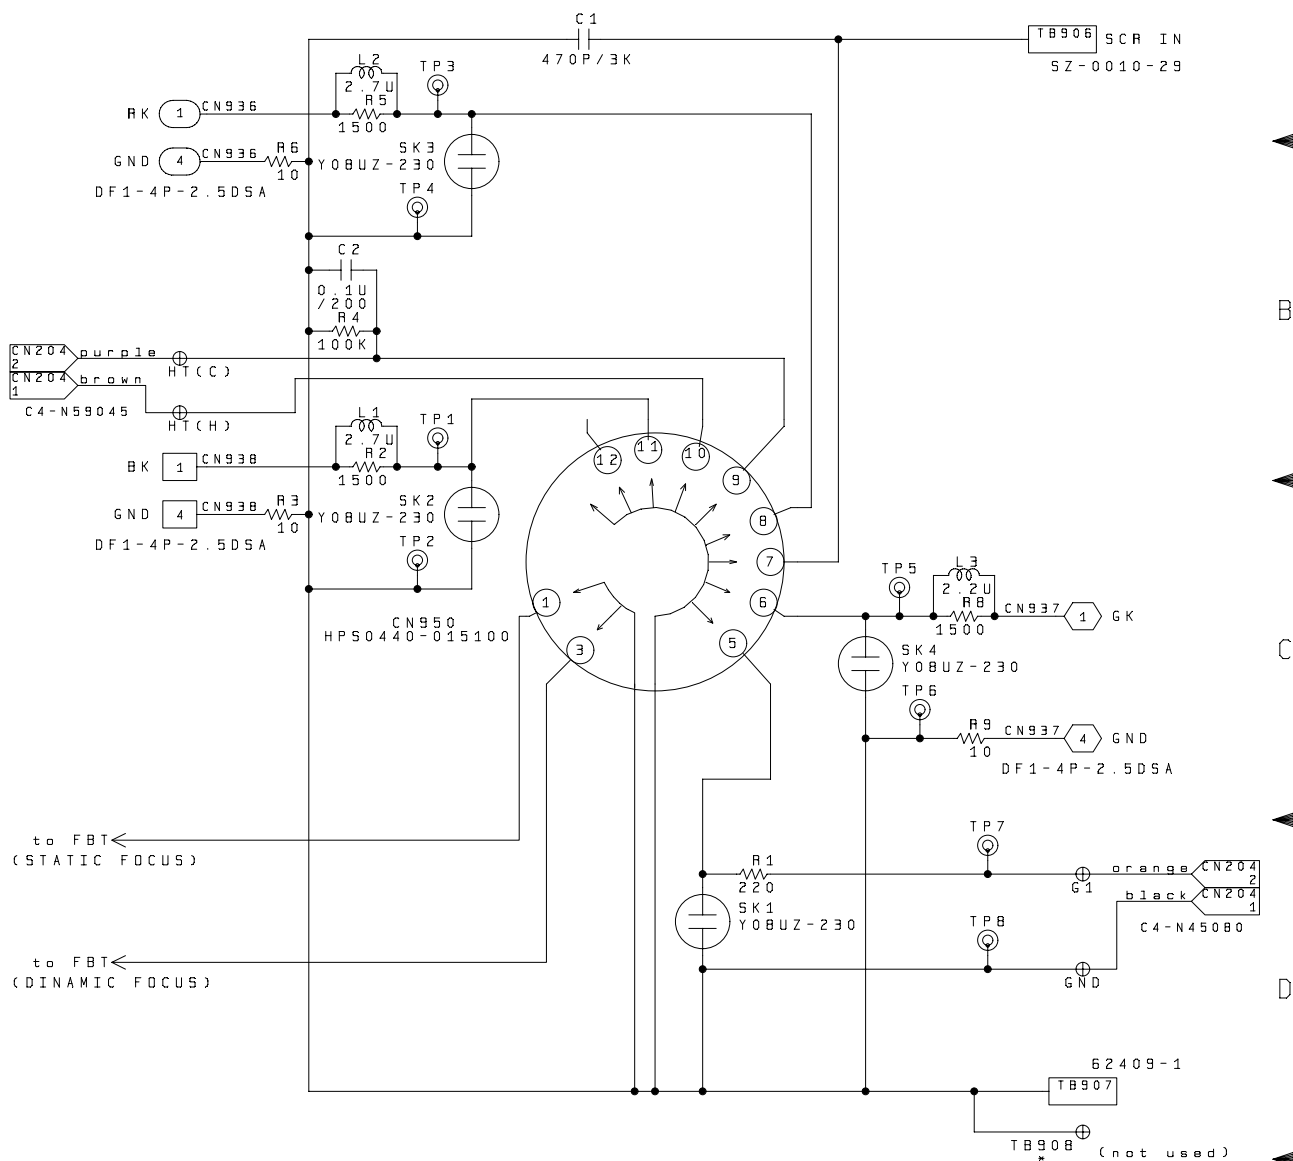 C1
470P/3K
TB906 SCR IN
SZ-0010-29
L2
2.7U
R5
1500
TP3
RK 1 CN936
GND 4 CN936 R6
10
DF1-4P-2.5DSA
SK3
Y08UZ-230
TP4
C2
0.1U
/200
R4
100K
B
CN204
2
purple
HT(C)
CN204
1
brown
C4-N59045
HT(H)
L1
2.7U
R2
1500
TP1
BK 1 CN938
GND 4 CN938 R3
10
DF1-4P-2.5DSA
SK2
Y08UZ-230
TP2
12
11
10
9
8
7
6
5
3
1
CN950
HPS0440-015100
TP5
L3
2.2U
R8
1500
CN937 1 GK
SK4
Y08UZ-230
C
TP6
R9
10
CN937 4 GND
DF1-4P-2.5DSA
to FBT
(STATIC FOCUS)
TP7
R1
220
G1
orange
CN204
2
black
CN204
1
C4-N45080
SK1
Y08UZ-230
TP8
GND
to FBT
(DINAMIC FOCUS)
D
62409-1
TB907
TB908
*
(not used)